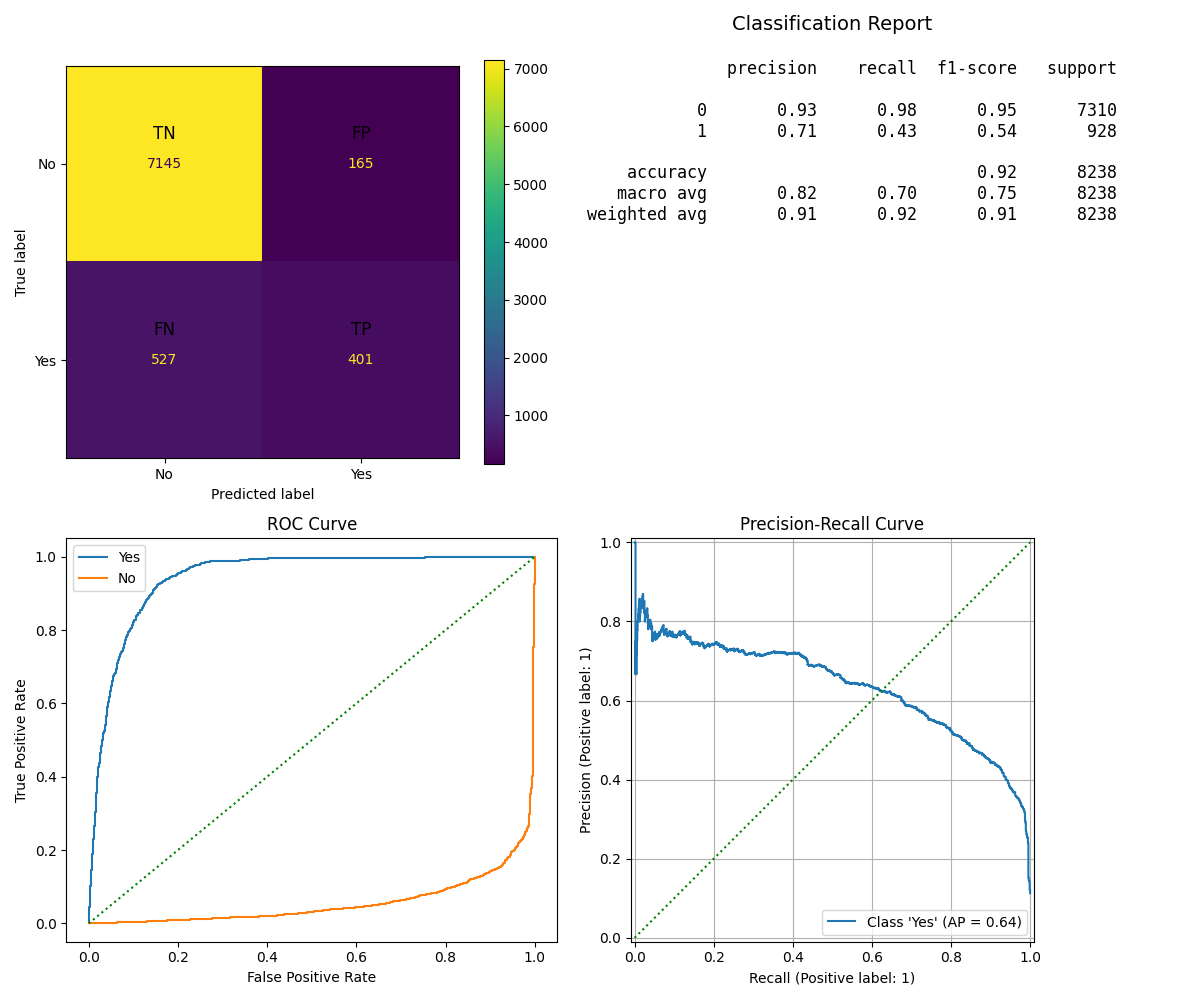 Classification Report
precision recall f1-score support
0 0.93 0.98 0.95 7310
1 0.71 0.43 0.54 928
accuracy 0.92 8238
macro avg 0.82 0.70 0.75 8238
weighted avg 0.91 0.92 0.91 8238
True label
No
Yes
TN
7145
FP
165
FN
527
TP
401
No
Yes
Predicted label
7000
6000
5000
4000
3000
2000
1000
ROC Curve
Yes
No
True Positive Rate
1.0
0.8
0.6
0.4
0.2
0.0
0.0
0.2
0.4
0.6
0.8
1.0
False Positive Rate
Precision-Recall Curve
Precision (Positive label: 1)
1.0
0.8
0.6
0.4
0.2
0.0
Class 'Yes' (AP = 0.64)
0.0
0.2
0.4
0.6
0.8
1.0
Recall (Positive label: 1)